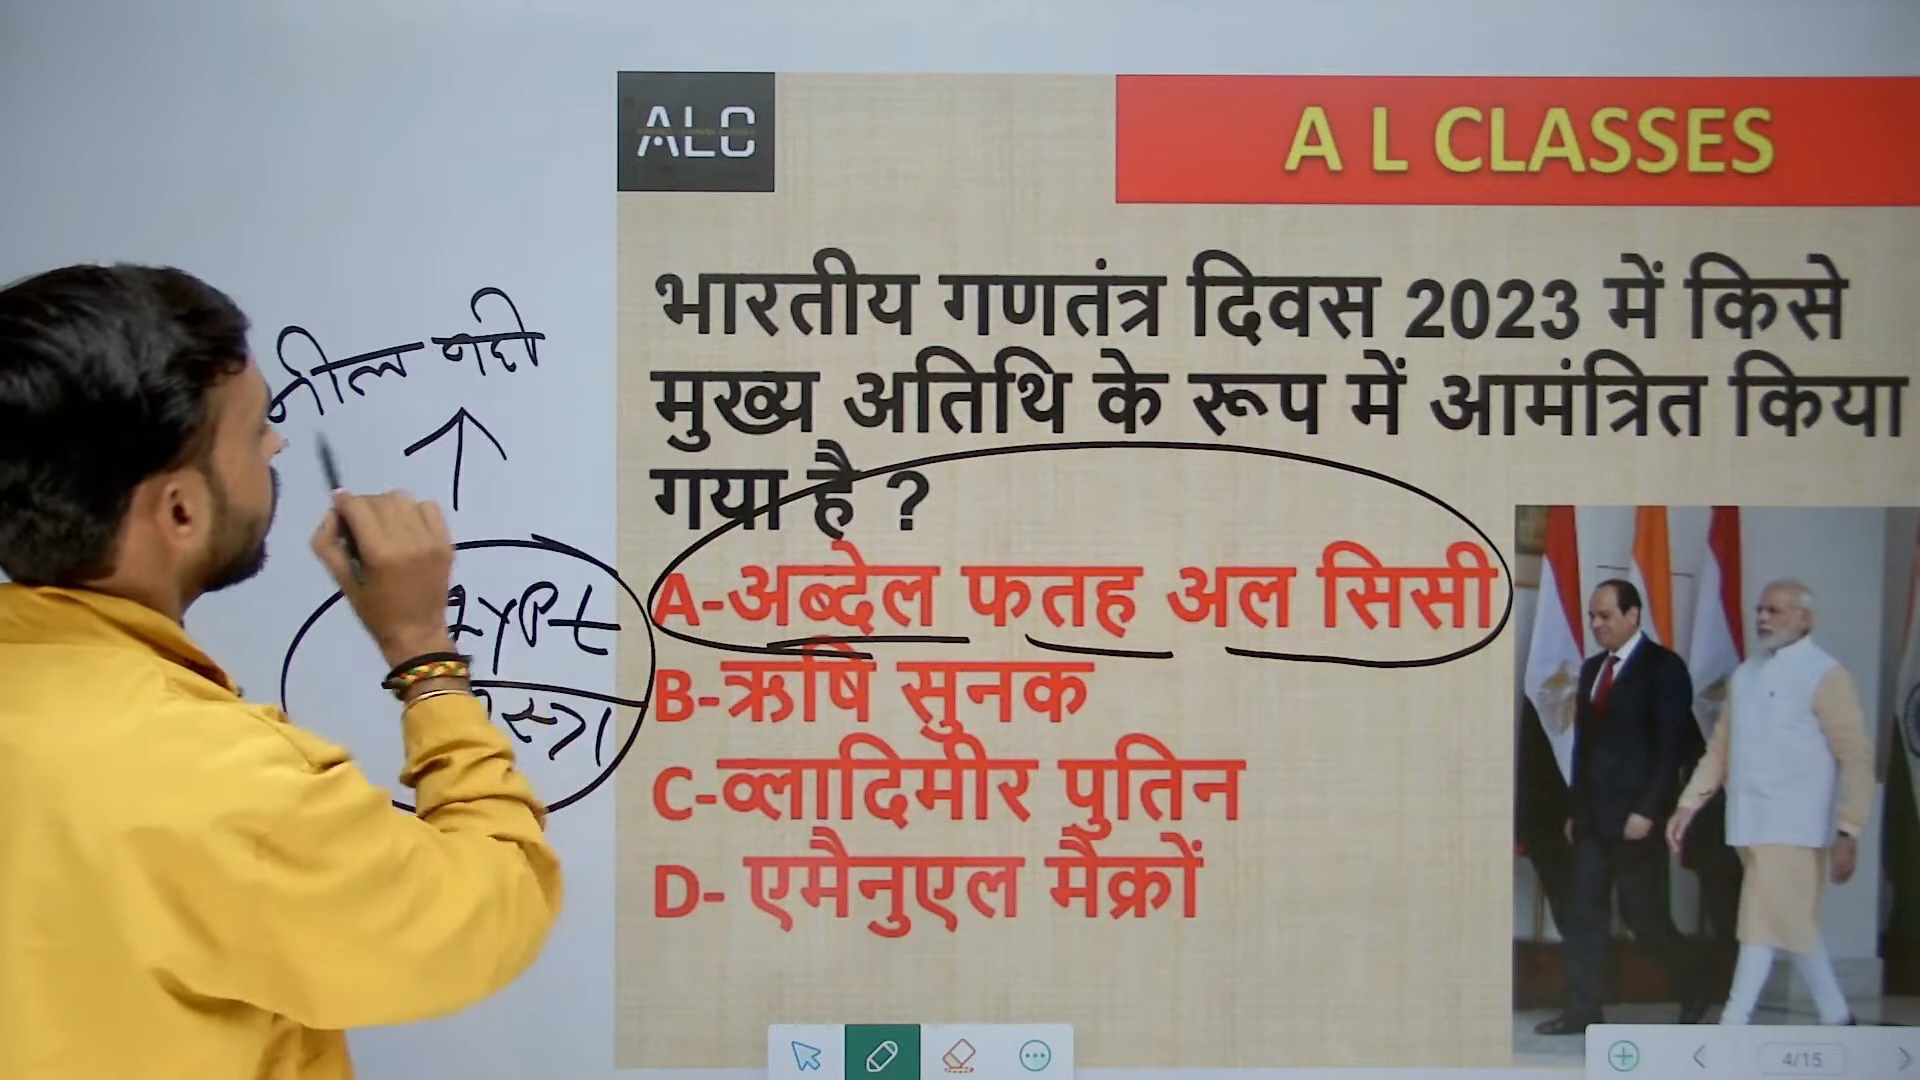 ALC
A L CLASSES
भारतीय गणतंत्र दिवस 2023 में किसे
मुख्य अतिथि के रूप में आमंत्रित किया
गया है ?
A-अब्देल फतह अल सिसी
B-ऋषि सुनक
C-व्लादिमीर पुतिन
D- एमैनुएल मैक्रों
नील नदी
4/15